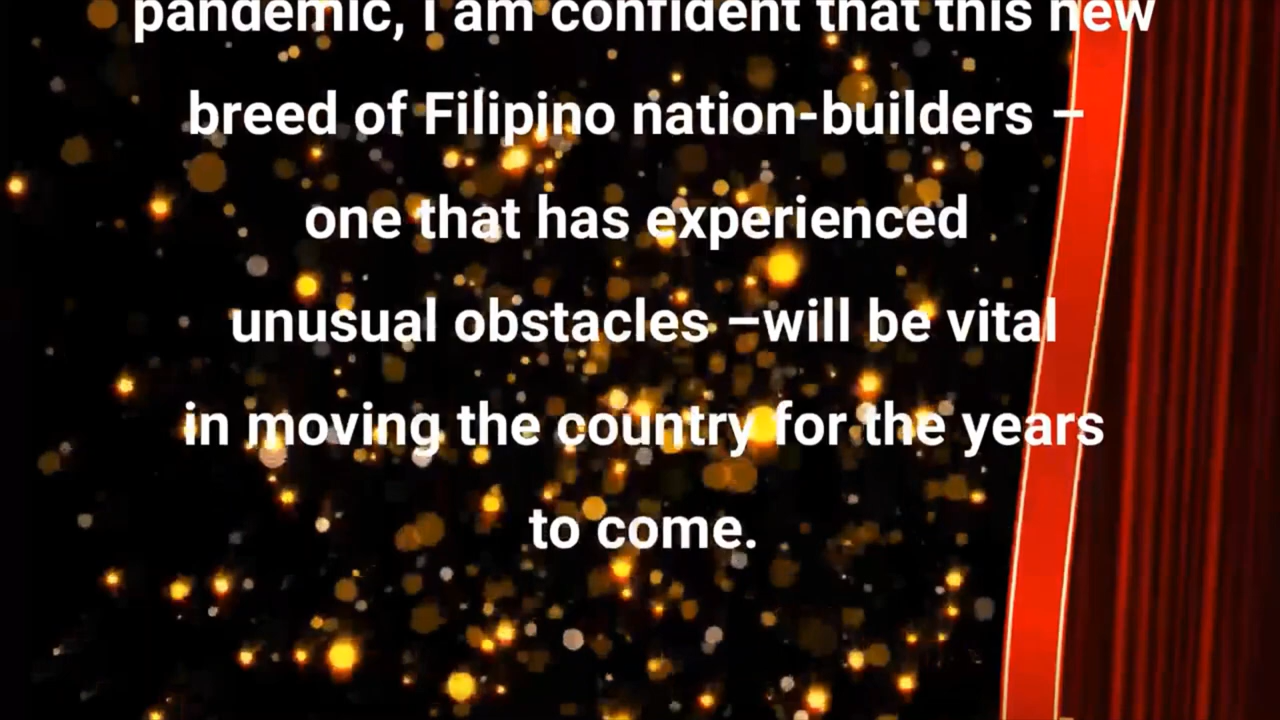 pandemic, I am confident that this new
breed of Filipino nation-builders –
one that has experienced
unusual obstacles –will be vital
in moving the country for the years
to come.